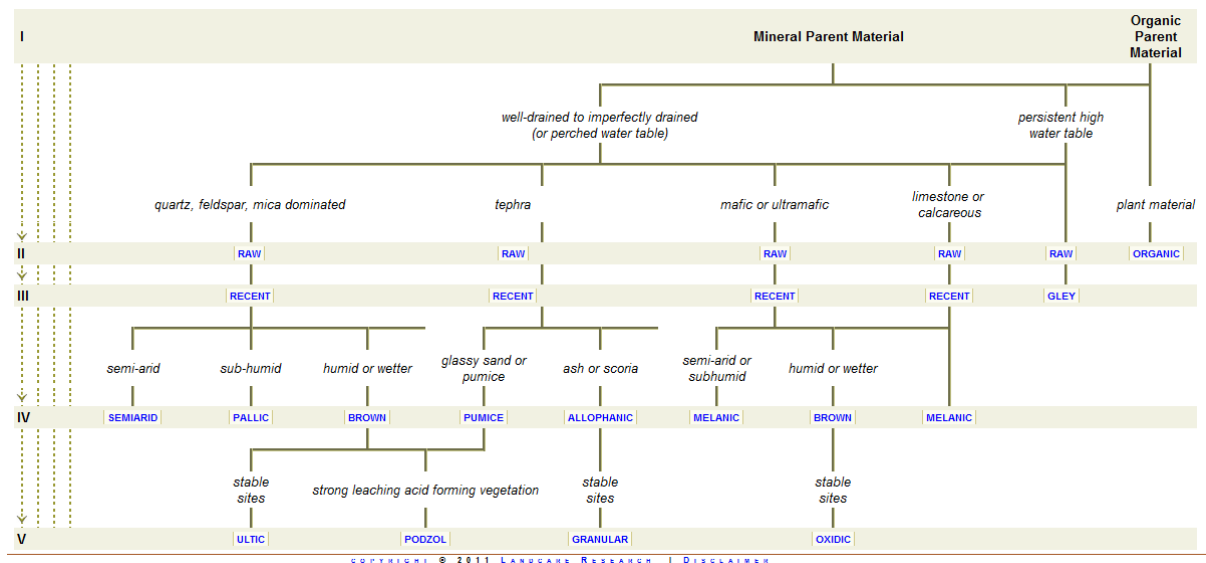 I
Mineral Parent Material
Organic
Parent
Material
well-drained to imperfectly drained
(or perched water table)
persistent high
water table
quartz, feldspar, mica dominated
tephra
mafic or ultramafic
limestone or
calcareous
plant material
II
RAW
RAW
RAW
RAW
RAW
ORGANIC
III
RECENT
RECENT
RECENT
RECENT
GLEY
semi-arid
sub-humid
humid or wetter
glassy sand or
pumice
ash or scoria
semi-arid or
subhumid
humid or wetter
IV
SEMIARID
PALLIC
BROWN
PUMICE
ALLOPHANIC
MELANIC
BROWN
MELANIC
stable
sites
strong leaching acid forming vegetation
stable
sites
stable
sites
V
ULTIC
PODZOL
GRANULAR
OXIDIC
COPYRIGHT © 2011 LANDCARE RESEARCH | DISCLAIMER